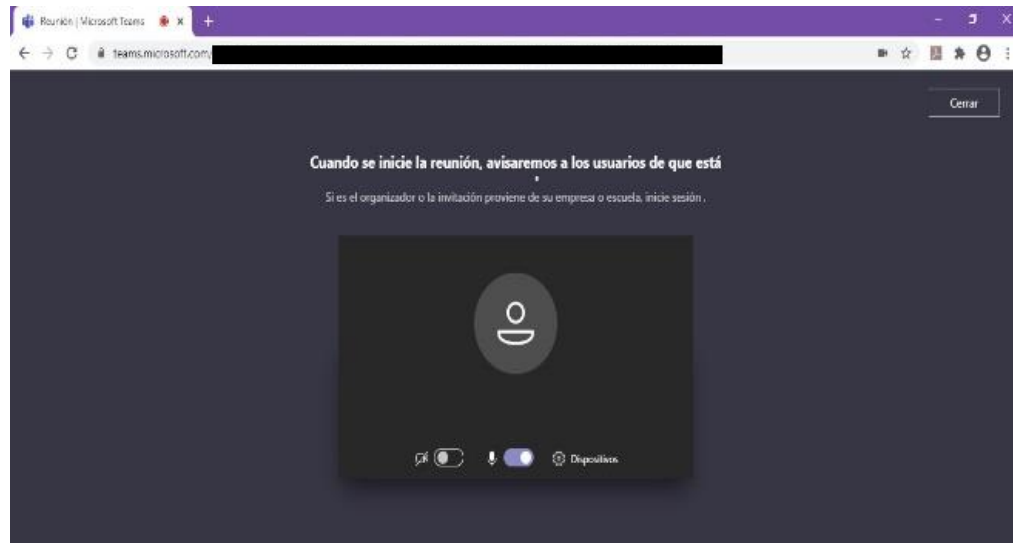 Reunión | Microsoft Teams
teams.microsoft.com/
Cerrar
Cuando se inicie la reunión, avisaremos a los usuarios de que está
Si es el organizador o la invitación proviene de su empresa o escuela, inicie sesión .
Dispositivos